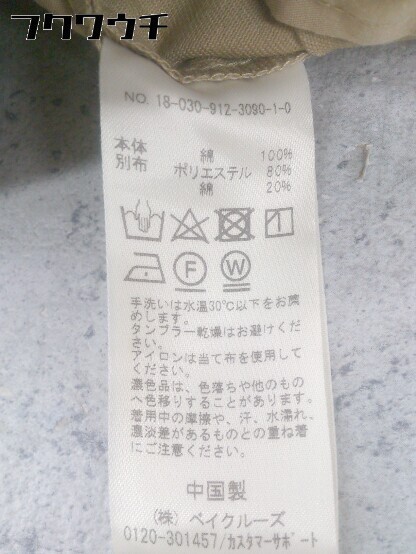 フクワウチ
NO. 18-030-912-3090-1-0
本体 綿 100%
別布 ポリエステル 80%
綿 20%
F W
手洗いは水温30℃以下をお奨
めします。
タンブラー乾燥はお避けくださ
い。
アイロンは当て布を使用して
ください。
濃色品は、色落ちや他のもの
へ色移りすることがあります。
着用中の摩擦や、汗、水濡れ、
濃淡差があるものとの重ね着
にご注意ください。
中国製
(株) ベイクルーズ
0120-301457/カスタマーサポート